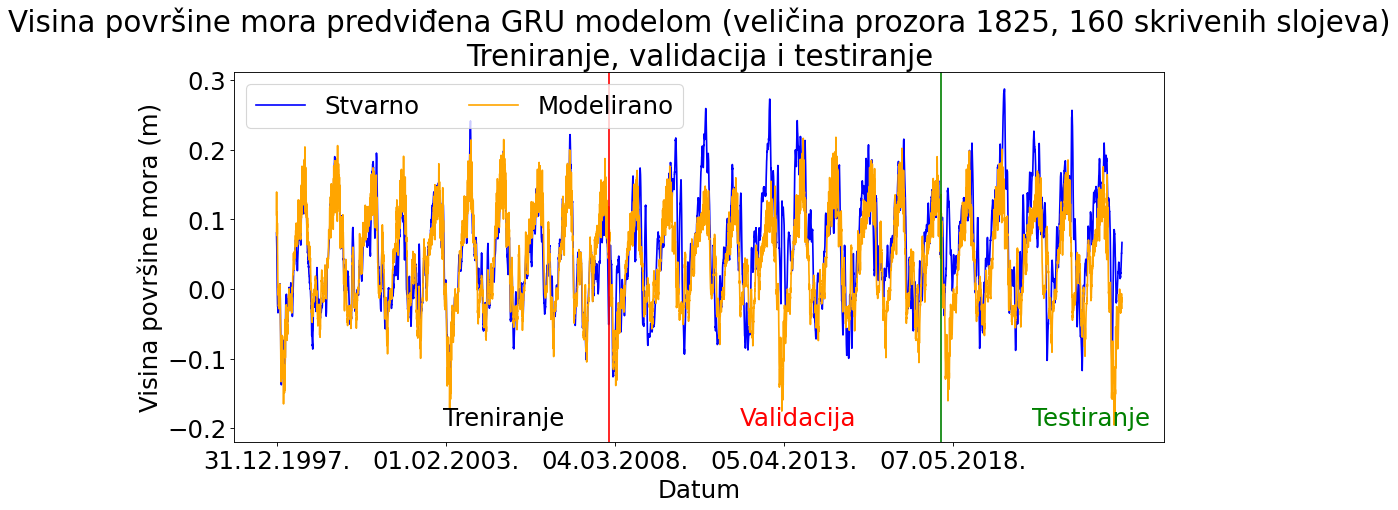 Visina površine mora predviđena GRU modelom (veličina prozora 1825, 160 skrivenih slojeva)
Treniranje, validacija i testiranje
Stvarno
Modelirano
Visina površine mora (m)
0.3
0.2
0.1
0.0
−0.1
−0.2
Treniranje
Validacija
Testiranje
31.12.1997.
01.02.2003.
04.03.2008.
05.04.2013.
07.05.2018.
Datum